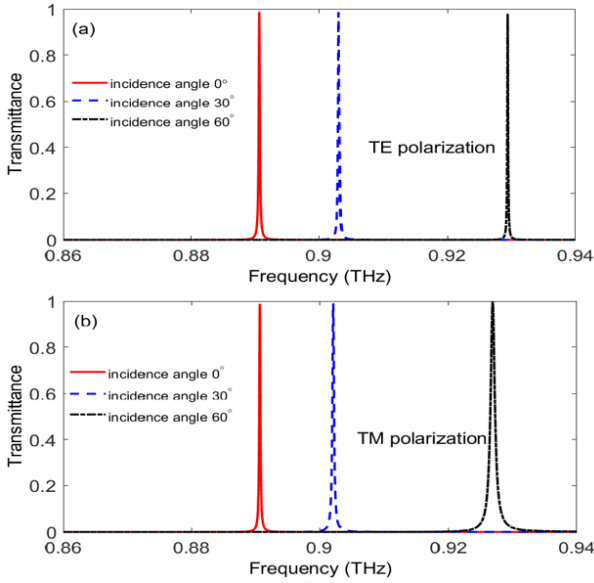 (a)
1
0.8
0.6
0.4
0.2
0
Transmittance
incidence angle 0°
incidence angle 30°
incidence angle 60°
TE polarization
0.86 0.88 0.9 0.92 0.94
Frequency (THz)
(b)
1
0.8
0.6
0.4
0.2
0
Transmittance
incidence angle 0°
incidence angle 30°
incidence angle 60°
TM polarization
0.86 0.88 0.9 0.92 0.94
Frequency (THz)